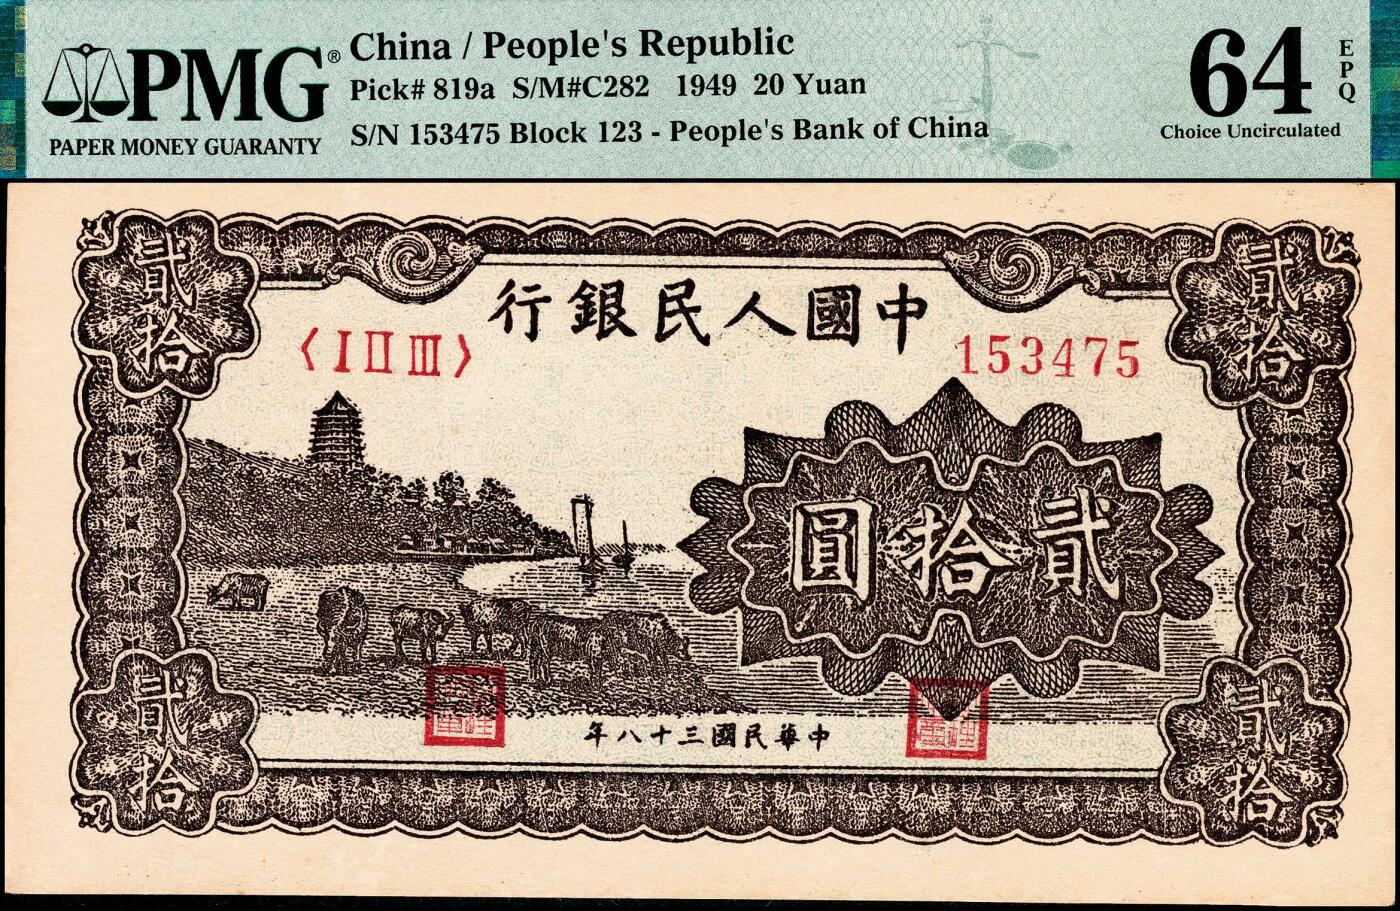 PMG®
PAPER MONEY GUARANTY
China / People's Republic
Pick# 819a S/M#C282 1949 20 Yuan
S/N 153475 Block 123 - People's Bank of China
64
EPQ
Choice Uncirculated
貳拾
貳拾
行銀民人國中
〈I II III〉
153475
圓拾貳
年八十三國民華中
貳拾
貳拾